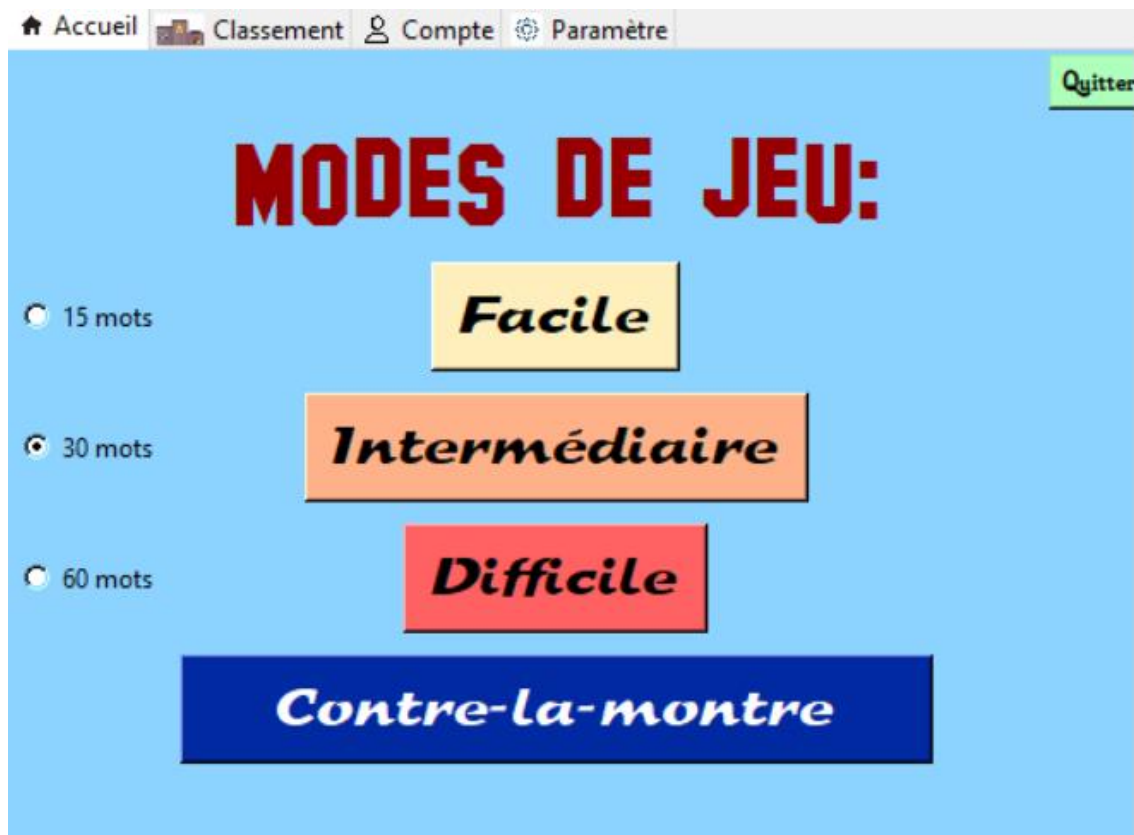 Accueil Classement Compte Paramètre
Quitter
MODES DE JEU:
15 mots
Facile
30 mots
Intermédiaire
60 mots
Difficile
Contre-la-montre